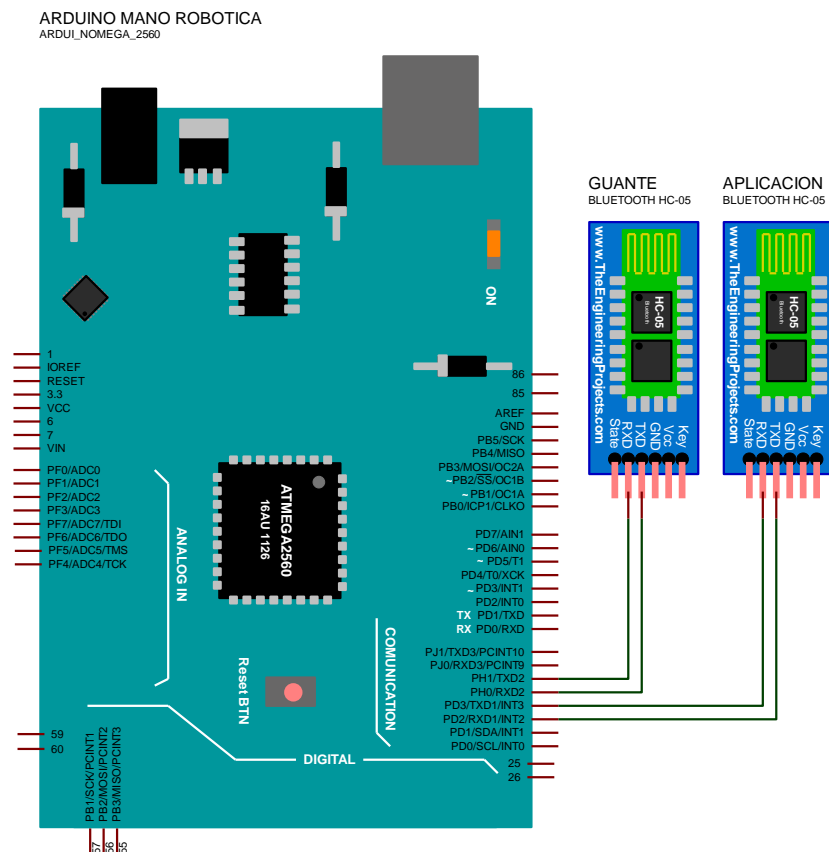 ARDUINO MANO ROBOTICA
ARDUI_NOMEGA_2560
GUANTE
BLUETOOTH HC-05
APLICACION
BLUETOOTH HC-05
ON
1
IOREF
RESET
3.3
VCC
6
7
VIN
PF0/ADC0
PF1/ADC1
PF2/ADC2
PF3/ADC3
PF7/ADC7/TDI
PF6/ADC6/TDO
PF5/ADC5/TMS
PF4/ADC4/TCK
ANALOG IN
ATMEGA2560
16AU 1126
86
85
AREF
GND
PB5/SCK
PB4/MISO
PB3/MOSI/OC2A
~PB2/SS/OC1B
~PB1/OC1A
PB0/ICP1/CLKO
PD7/AIN1
~PD6/AIN0
~PD5/T1
PD4/T0/XCK
~PD3/INT1
PD2/INT0
TX PD1/TXD
RX PD0/RXD
PJ1/TXD3/PCINT10
PJ0/RXD3/PCINT9
PH1/TXD2
PH0/RXD2
PD3/TXD1/INT3
PD2/RXD1/INT2
PD1/SDA/INT1
PD0/SCL/INT0
25
26
COMUNICATION
Reset BTN
DIGITAL
59
60
PB1/SCK/PCINT1
PB2/MOSI/PCINT2
PB3/MISO/PCINT3
57
56
55
www.TheEngineeringProjects.com
HC-05
Bluetooth
State
RXD
TXD
GND
Vcc
Key
www.TheEngineeringProjects.com
HC-05
Bluetooth
State
RXD
TXD
GND
Vcc
Key